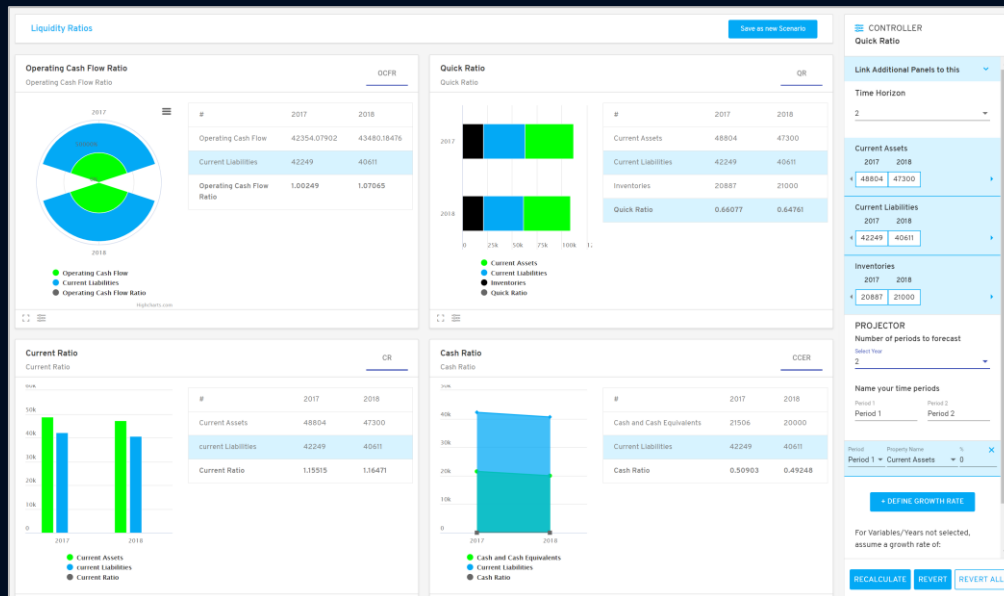 Liquidity Ratios
Save as new Scenario
Operating Cash Flow Ratio
Operating Cash Flow Ratio
OCFR
2017
2018
Operating Cash Flow
Current Liabilities
Operating Cash Flow Ratio
Highcharts.com
# 2017 2018
Operating Cash Flow 42354.07902 43480.18476
Current Liabilities 42249 40611
Operating Cash Flow 1.00249 1.07065
Ratio
Quick Ratio
Quick Ratio
QR
2017
2018
0 25k 50k 75k 100k
Current Assets
Current Liabilities
Inventories
Quick Ratio
# 2017 2018
Current Assets 48804 47300
Current Liabilities 42249 40611
Inventories 20887 21000
Quick Ratio 0.66077 0.64761
Current Ratio
Current Ratio
CR
50k
40k
30k
20k
10k
0
2017 2018
Current Assets
current Liabilities
Current Ratio
# 2017 2018
Current Assets 48804 47300
current Liabilities 42249 40611
Current Ratio 1.15515 1.16471
Cash Ratio
Cash Ratio
CCER
40k
30k
20k
10k
0
2017 2018
Cash and Cash Equivalents
Current Liabilities
Cash Ratio
# 2017 2018
Cash and Cash Equivalents 21506 20000
Current Liabilities 42249 40611
Cash Ratio 0.50903 0.49248
CONTROLLER
Quick Ratio
Link Additional Panels to this
Time Horizon
2
Current Assets
2017 2018
48804 47300
Current Liabilities
2017 2018
42249 40611
Inventories
2017 2018
20887 21000
PROJECTOR
Number of periods to forecast
Select Year
2
Name your time periods
Period 1 Period 2
Period 1 Period 2
Period Property Name %
Period 1 Current Assets 0
+ DEFINE GROWTH RATE
For Variables/Years not selected,
assume a growth rate of:
RECALCULATE REVERT REVERT ALL